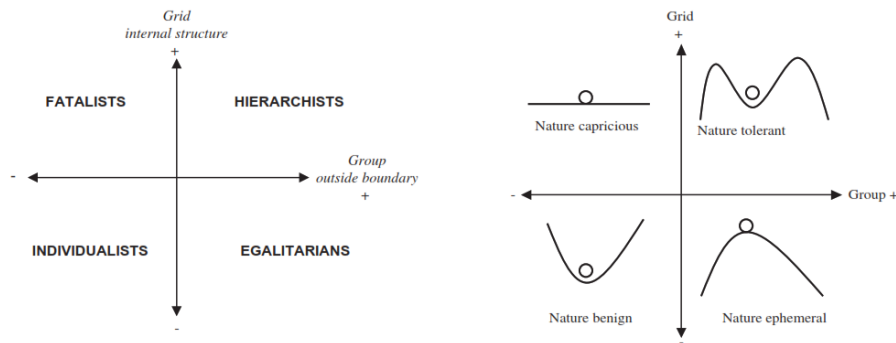 Grid
internal structure
+
FATALISTS
HIERARCHISTS
-
Group
outside boundary
+
INDIVIDUALISTS
EGALITARIANS
-
Grid
+
Nature capricious
Nature tolerant
-
Group +
Nature benign
Nature ephemeral
-